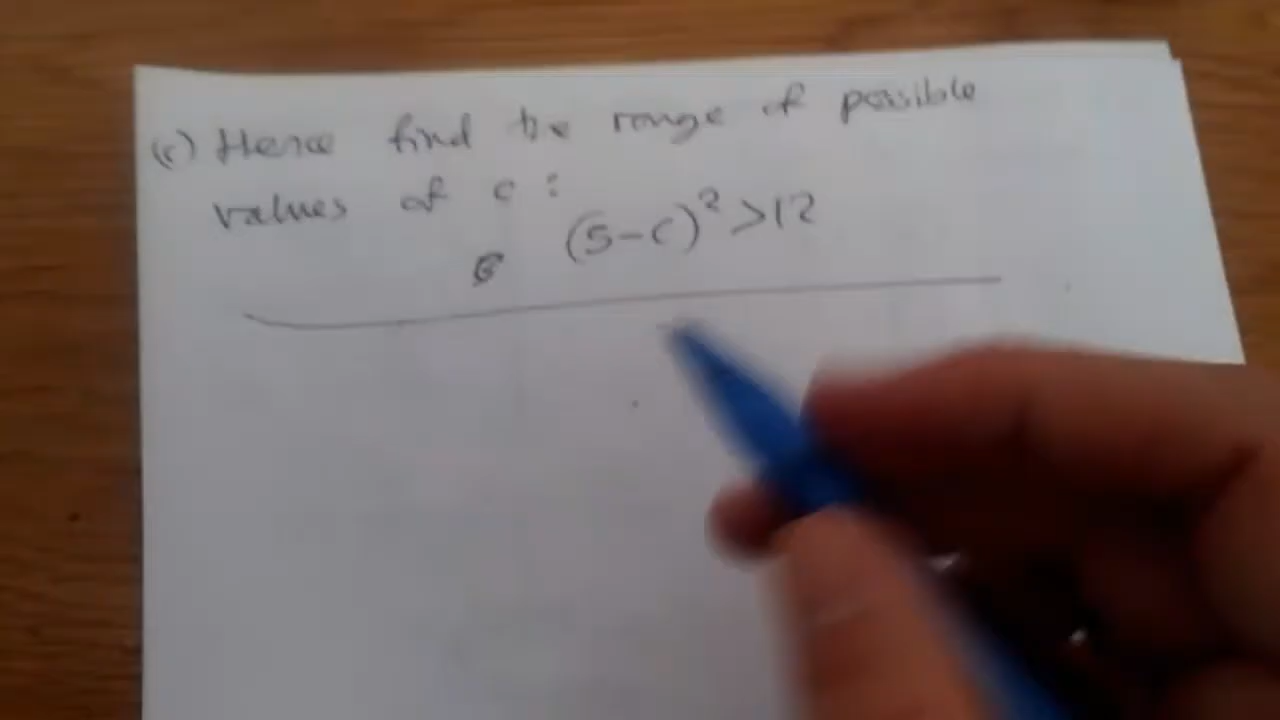 (c) Hence find the range of possible
values of c :
(5-c)²>12